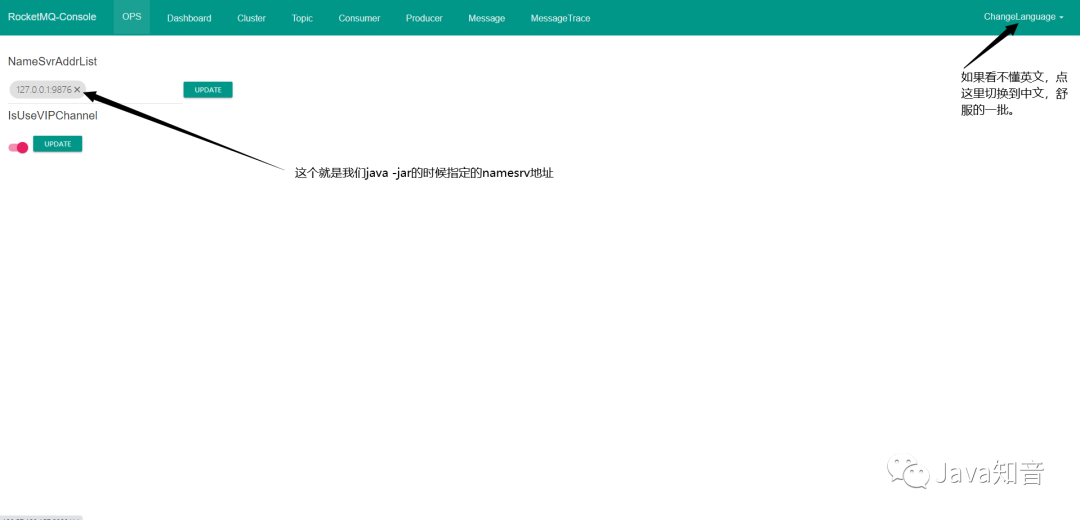 RocketMQ-Console OPS Dashboard Cluster Topic Consumer Producer Message MessageTrace ChangeLanguage
NameSvrAddrList
127.0.0.1:9876 × UPDATE
如果看不懂英文，点
这里切换到中文，舒
服的一批。
IsUseVIPChannel
UPDATE
这个就是我们java -jar的时候指定的namesrv地址
Java知音